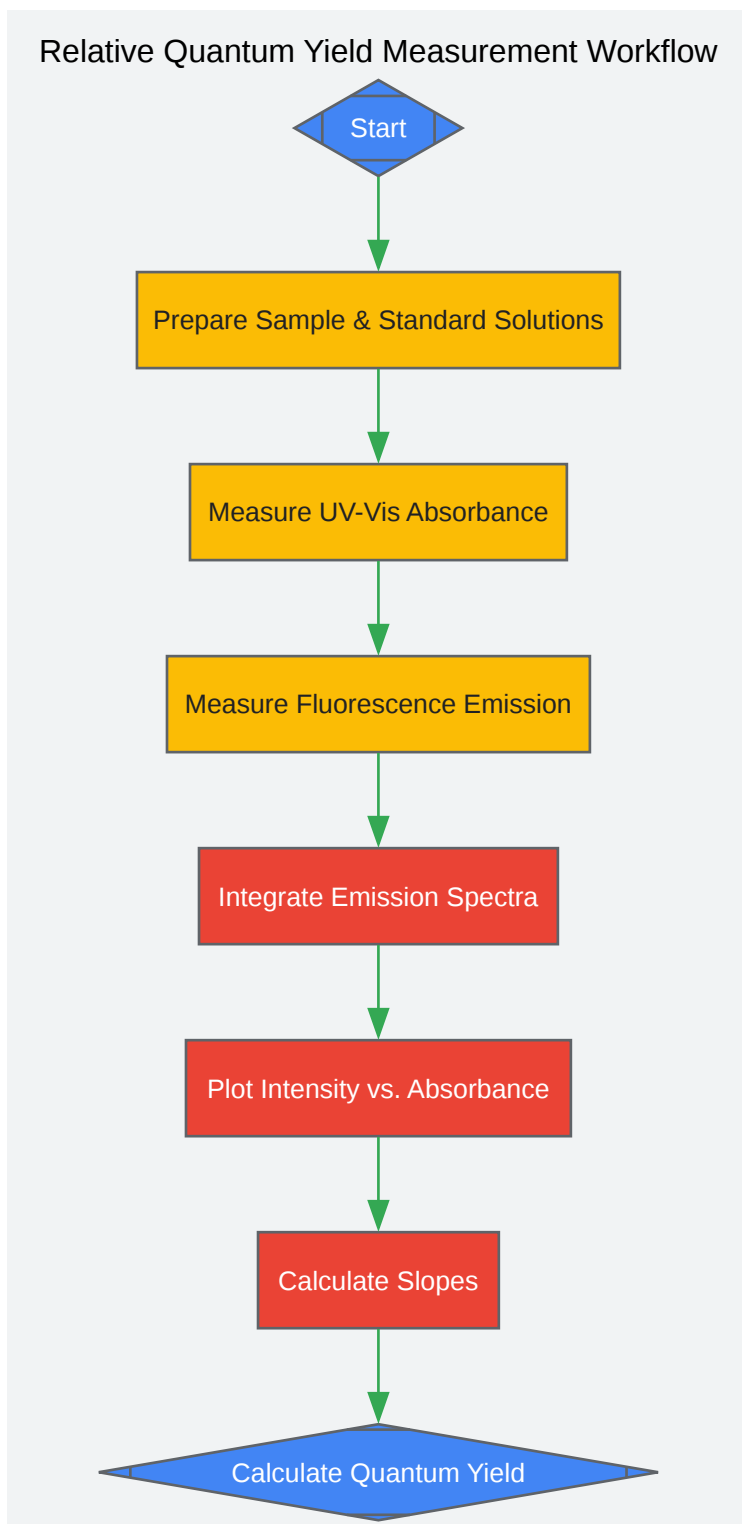 Relative Quantum Yield Measurement Workflow
Start
Prepare Sample & Standard Solutions
Measure UV-Vis Absorbance
Measure Fluorescence Emission
Integrate Emission Spectra
Plot Intensity vs. Absorbance
Calculate Slopes
Calculate Quantum Yield